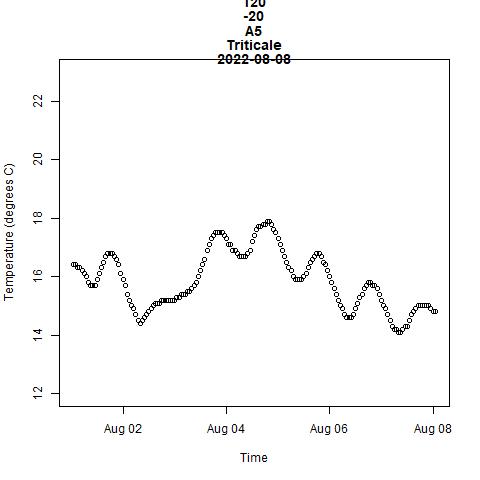 120
-20
A5
Triticale
2022-08-08
Temperature (degrees C)
22
20
18
16
14
12
Aug 02
Aug 04
Aug 06
Aug 08
Time